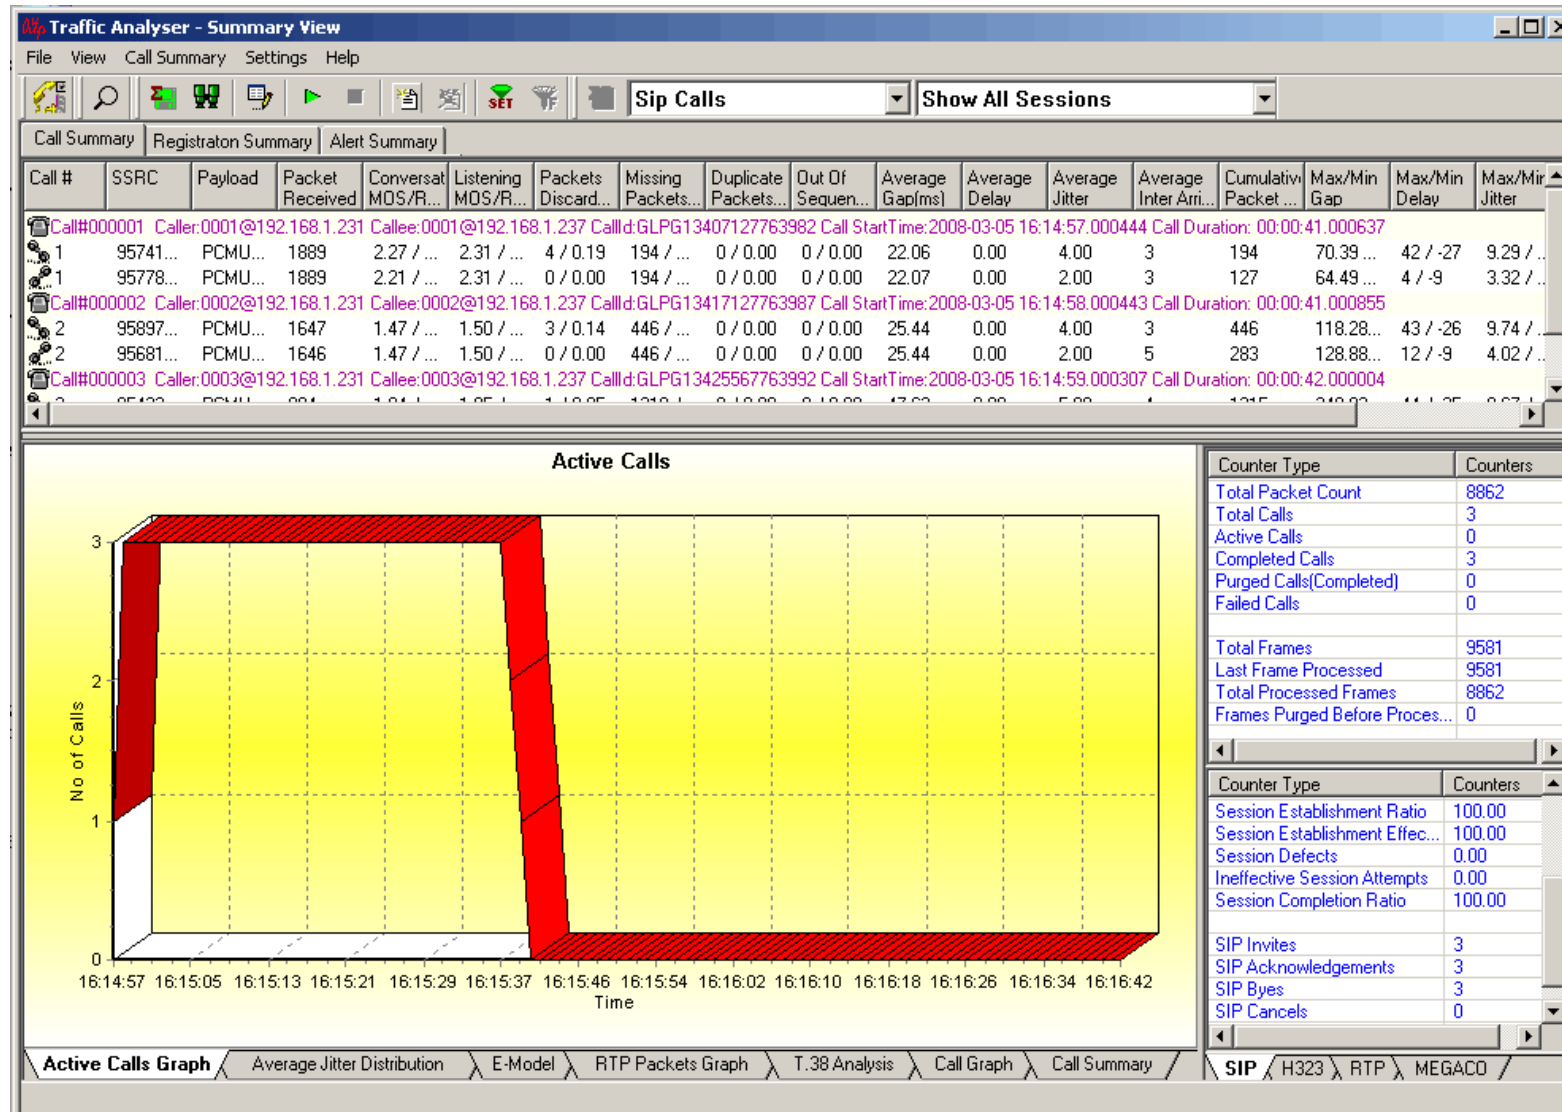 Traffic Analyser - Summary View
File View Call Summary Settings Help
SET Sip Calls Show All Sessions
Call Summary Registraton Summary Alert Summary
Call # SSRC Payload Packet Received Conversat MOS/R... Listening MOS/R... Packets Discard... Missing Packets... Duplicate Packets... Out Of Sequen... Average Gap(ms) Average Delay Average Jitter Average Inter Arri... Cumulativ Packet ... Max/Min Gap Max/Min Delay Max/Min Jitter
Call#000001 Caller:0001@192.168.1.231 Callee:0001@192.168.1.237 CallId:GLPG13407127763982 Call StartTime:2008-03-05 16:14:57.000444 Call Duration: 00:00:41.000637
1 95741... PCMU... 1889 2.27 / ... 2.31 / ... 4 / 0.19 194 / ... 0 / 0.00 0 / 0.00 22.06 0.00 4.00 3 194 70.39 ... 42 / -27 9.29 / ..
1 95778... PCMU... 1889 2.21 / ... 2.31 / ... 0 / 0.00 194 / ... 0 / 0.00 0 / 0.00 22.07 0.00 2.00 3 127 64.49 ... 4 / -9 3.32 / ..
Call#000002 Caller:0002@192.168.1.231 Callee:0002@192.168.1.237 CallId:GLPG13417127763987 Call StartTime:2008-03-05 16:14:58.000443 Call Duration: 00:00:41.000855
2 95897... PCMU... 1647 1.47 / ... 1.50 / ... 3 / 0.14 446 / ... 0 / 0.00 0 / 0.00 25.44 0.00 4.00 3 446 118.28... 43 / -26 9.74 / ..
2 95681... PCMU... 1646 1.47 / ... 1.50 / ... 0 / 0.00 446 / ... 0 / 0.00 0 / 0.00 25.44 0.00 2.00 5 283 128.88... 12 / -9 4.02 / ..
Call#000003 Caller:0003@192.168.1.231 Callee:0003@192.168.1.237 CallId:GLPG13425567763992 Call StartTime:2008-03-05 16:14:59.000307 Call Duration: 00:00:42.000004
Active Calls
3
2
1
0
No of Calls
16:14:57 16:15:05 16:15:13 16:15:21 16:15:29 16:15:37 16:15:46 16:15:54 16:16:02 16:16:10 16:16:18 16:16:26 16:16:34 16:16:42
Time
Active Calls Graph Average Jitter Distribution E-Model RTP Packets Graph T.38 Analysis Call Graph Call Summary
Counter Type Counters
Total Packet Count 8862
Total Calls 3
Active Calls 0
Completed Calls 3
Purged Calls(Completed) 0
Failed Calls 0
Total Frames 9581
Last Frame Processed 9581
Total Processed Frames 8862
Frames Purged Before Proces... 0
Counter Type Counters
Session Establishment Ratio 100.00
Session Establishment Effec... 100.00
Session Defects 0.00
Ineffective Session Attempts 0.00
Session Completion Ratio 100.00
SIP Invites 3
SIP Acknowledgements 3
SIP Byes 3
SIP Cancels 0
SIP H323 RTP MEGACO